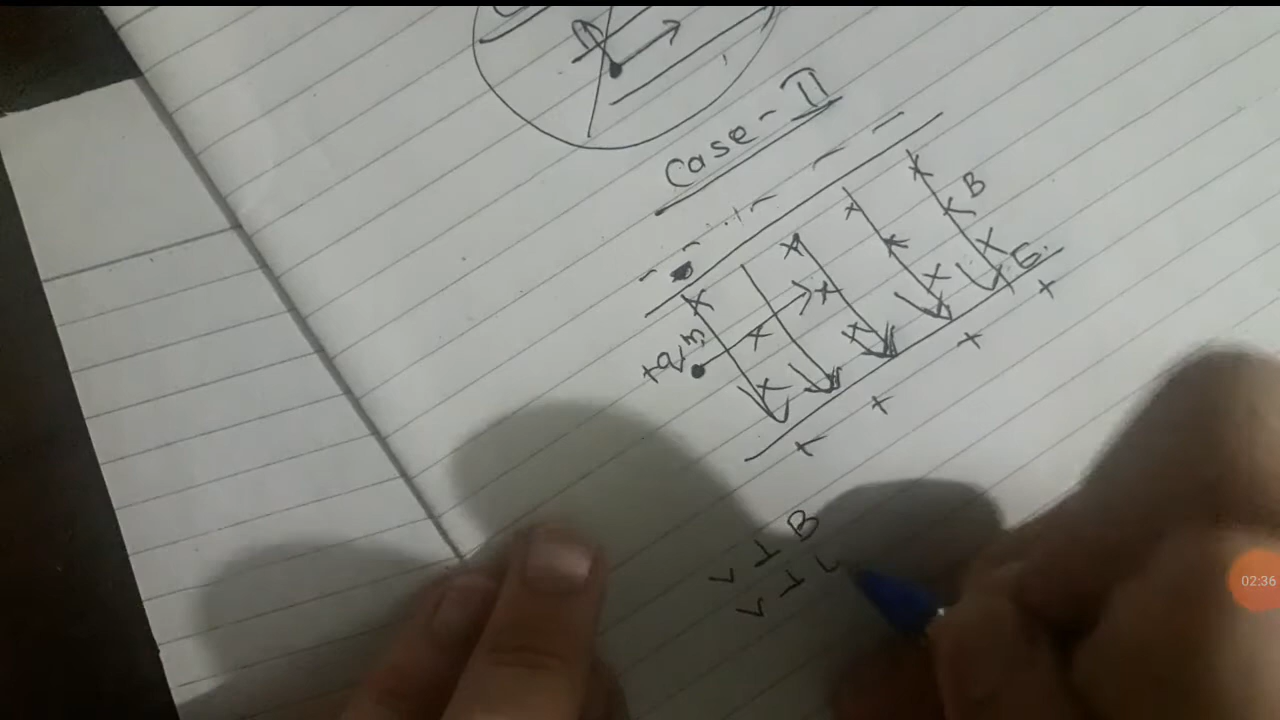 Case - II
B
+q, m
E
v ⊥ B
v ⊥
02:36